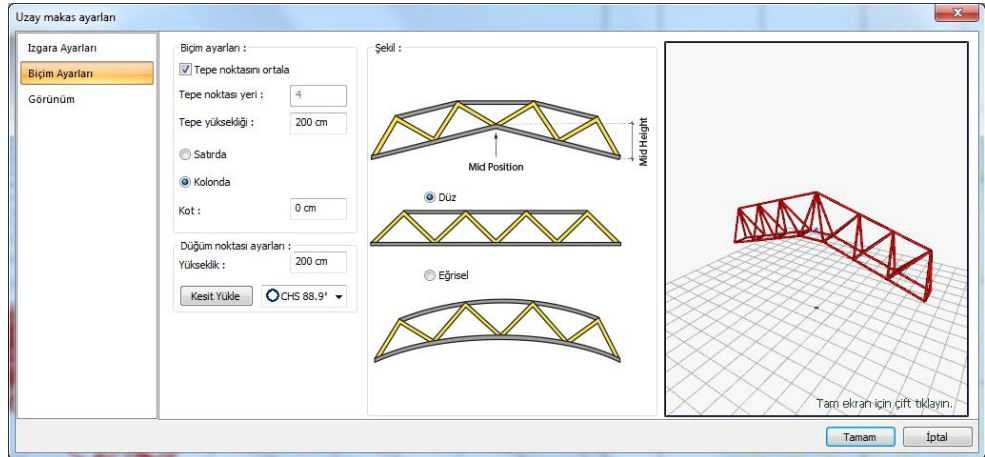 Uzay makas ayarları
Izgara Ayarları
Biçim Ayarları
Görünüm
Biçim ayarları :
Tepe noktasını ortala
Tepe noktası yeri : 4
Tepe yüksekliği : 200 cm
Satırda
Kolonda
Kot : 0 cm
Düğüm noktası ayarları :
Yükseklik : 200 cm
Kesit Yükle CHS 88.9*
Şekil :
Mid Height
Mid Position
Düz
Eğrisel
Tam ekran için çift tıklayın.
Tamam İptal